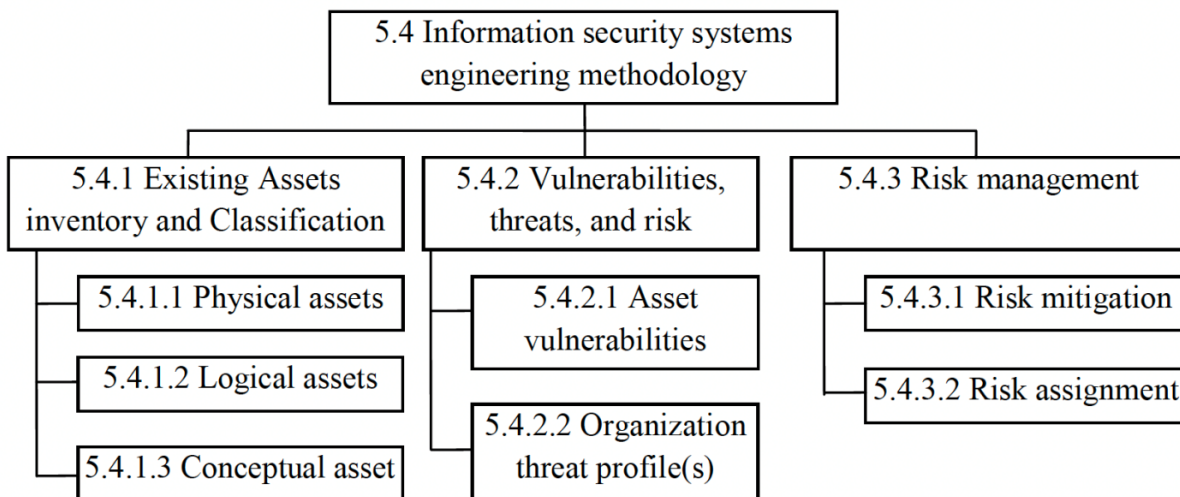 5.4 Information security systems
engineering methodology
5.4.1 Existing Assets
inventory and Classification
5.4.1.1 Physical assets
5.4.1.2 Logical assets
5.4.1.3 Conceptual asset
5.4.2 Vulnerabilities,
threats, and risk
5.4.2.1 Asset
vulnerabilities
5.4.2.2 Organization
threat profile(s)
5.4.3 Risk management
5.4.3.1 Risk mitigation
5.4.3.2 Risk assignment